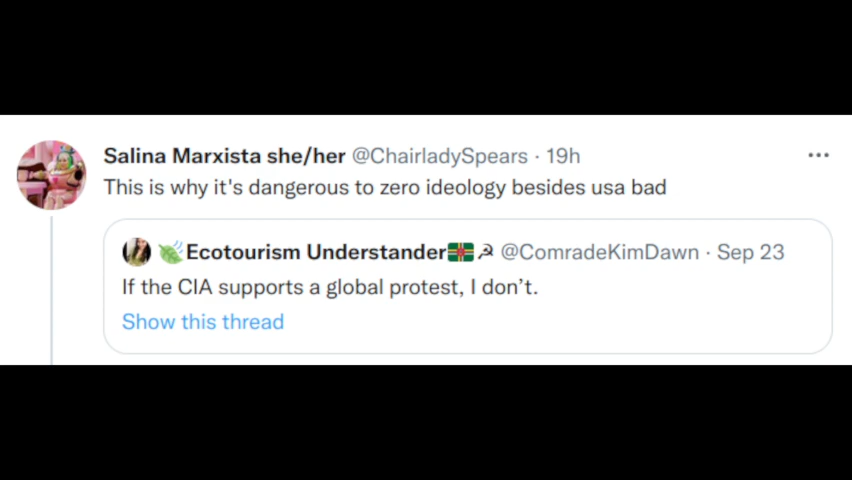 Salina Marxista she/her @ChairladySpears · 19h
This is why it's dangerous to zero ideology besides usa bad
Ecotourism Understander @ComradeKimDawn · Sep 23
If the CIA supports a global protest, I don’t.
Show this thread